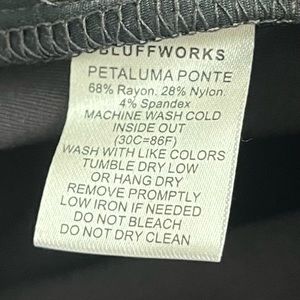 BLUFFWORKS
PETALUMA PONTE
68% Rayon. 28% Nylon.
4% Spandex
MACHINE WASH COLD
INSIDE OUT
(30C=86F)
WASH WITH LIKE COLORS
TUMBLE DRY LOW
OR HANG DRY
REMOVE PROMPTLY
LOW IRON IF NEEDED
DO NOT BLEACH
DO NOT DRY CLEAN